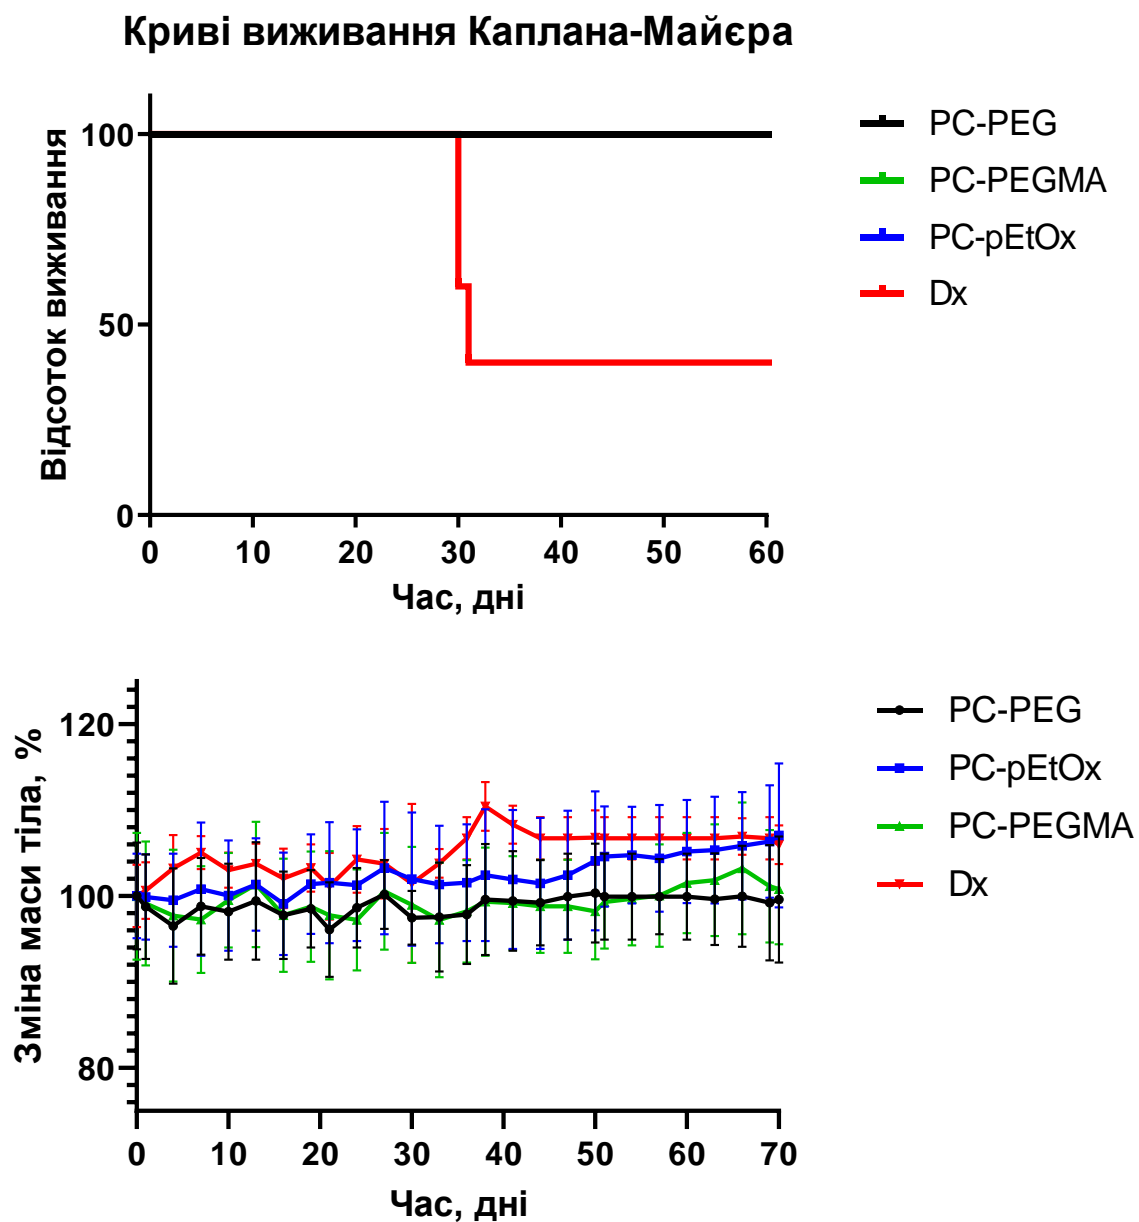 Криві виживання Каплана-Майєра
Відсоток виживання
100
50
0
0 10 20 30 40 50 60
Час, дні
PC-PEG
PC-PEGMA
PC-pEtOx
Dx
Зміна маси тіла, %
120
100
80
0 10 20 30 40 50 60 70
Час, дні
PC-PEG
PC-pEtOx
PC-PEGMA
Dx